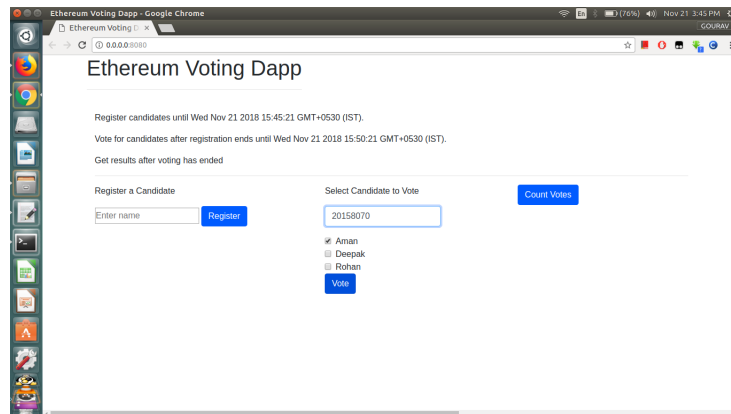 Ethereum Voting Dapp - Google Chrome En (76%) Nov 21 3:45 PM
Ethereum Voting D × GOURAV
0.0.0.0:8080
Ethereum Voting Dapp
Register candidates until Wed Nov 21 2018 15:45:21 GMT+0530 (IST).
Vote for candidates after registration ends until Wed Nov 21 2018 15:50:21 GMT+0530 (IST).
Get results after voting has ended
Register a Candidate Select Candidate to Vote Count Votes
Enter name Register 20158070
Aman
Deepak
Rohan
Vote